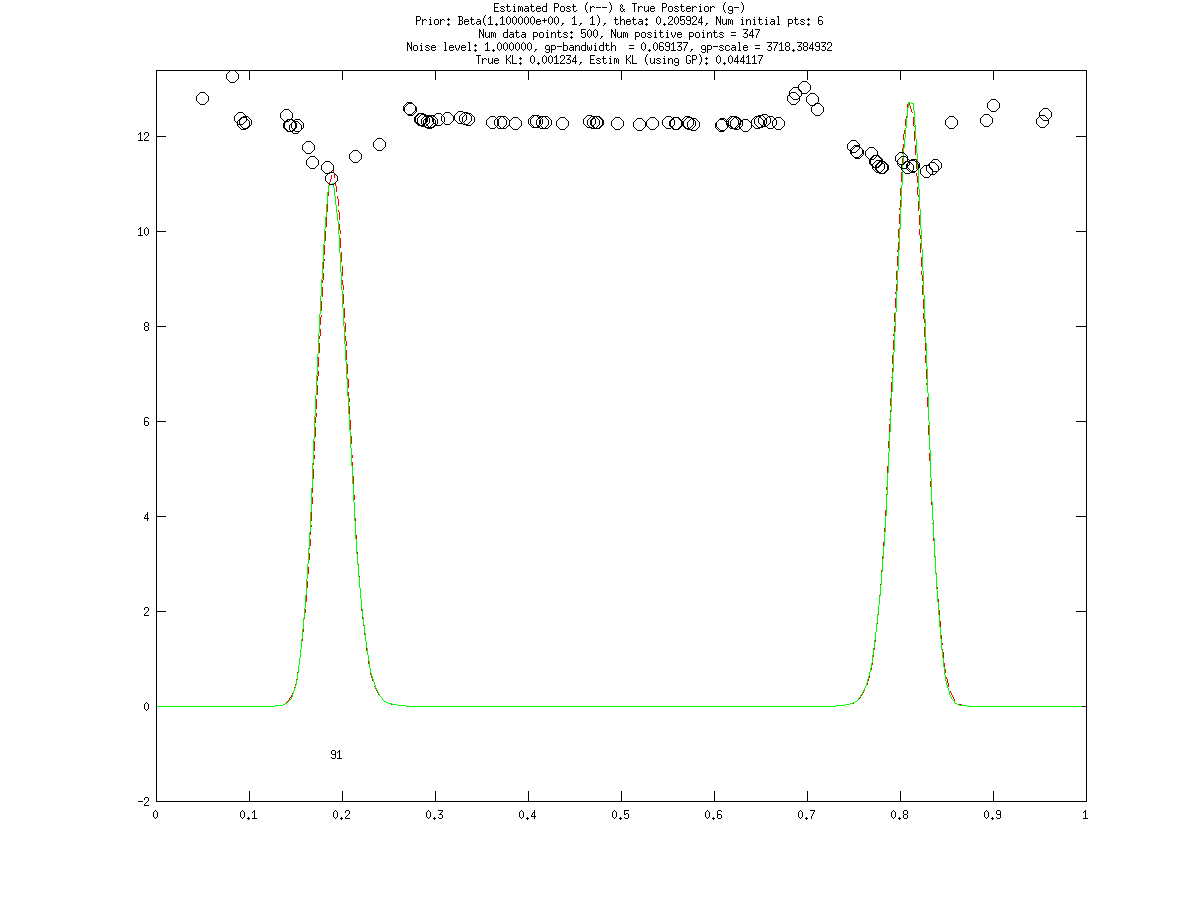 Estimated Post (r--) & True Posterior (g-)
Prior: Beta(1.100000e+00, 1, 1), theta: 0.205924, Num initial pts: 6
Num data points: 500, Num positive points = 347
Noise level: 1.000000, gp-bandwidth  = 0.069137, gp-scale = 3718.384932
True KL: 0.001234, Estim KL (using GP): 0.044117
12
10
8
6
4
2
0
91
-2
0 0.1 0.2 0.3 0.4 0.5 0.6 0.7 0.8 0.9 1